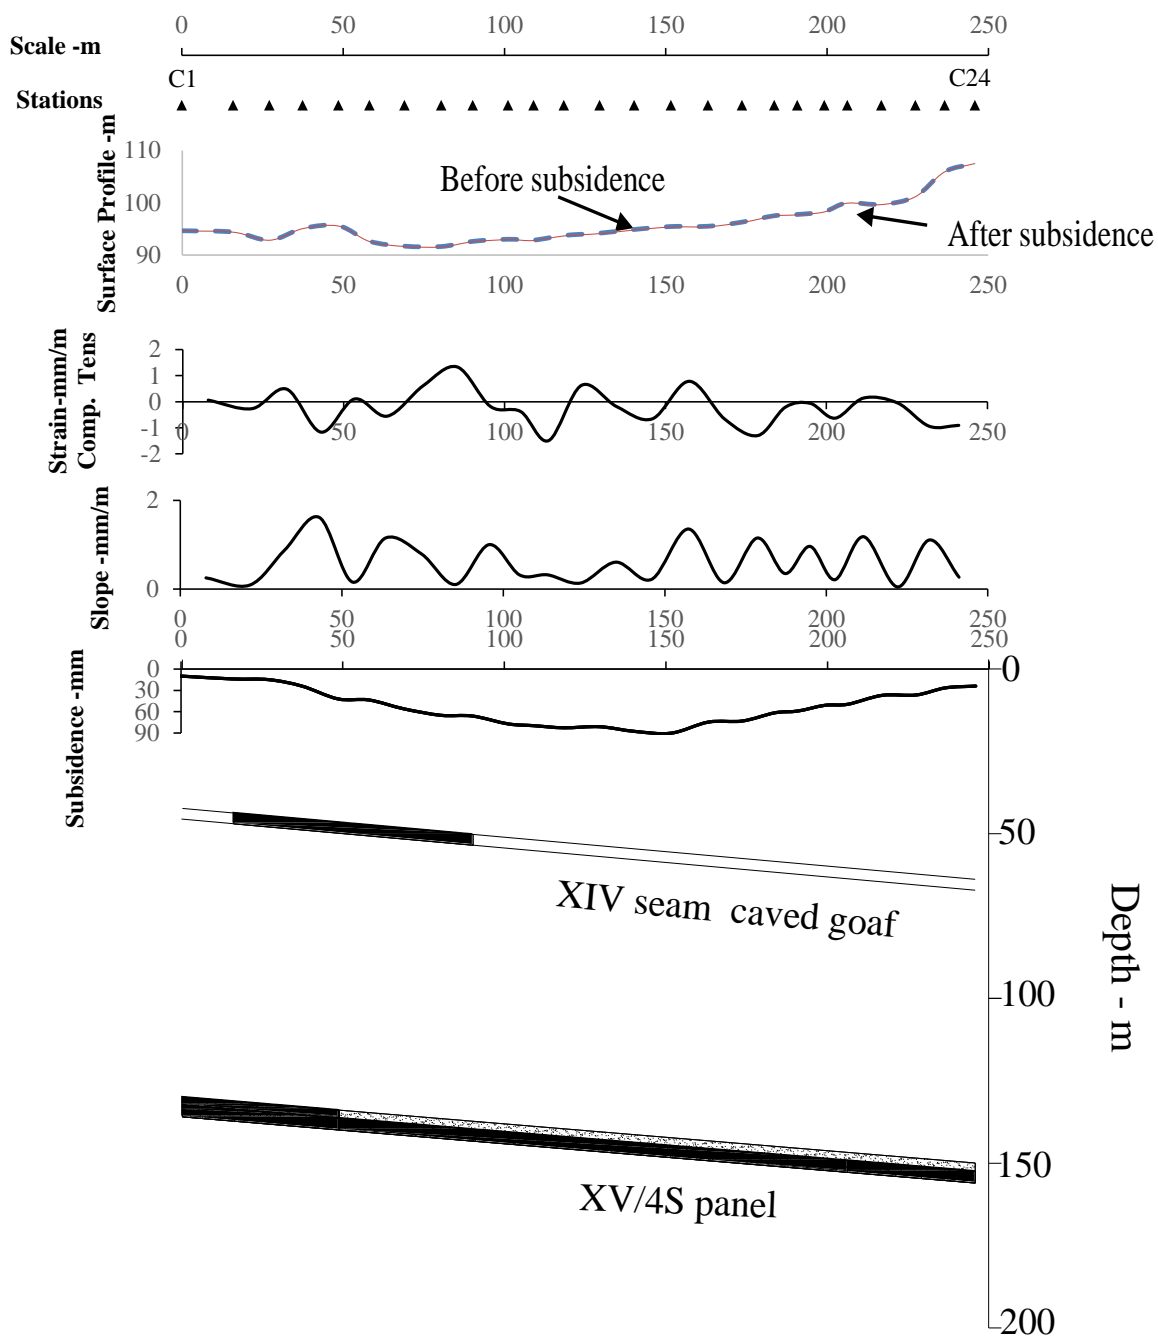 0 50 100 150 200 250
Scale -m
C1 C24
Stations
Surface Profile -m
110
100
90
Before subsidence
After subsidence
0 50 100 150 200 250
Strain-mm/m
Comp. Tens
2
1
0
-1
-2
0 50 100 150 200 250
Slope -mm/m
2
0
0 50 100 150 200 250
0 50 100 150 200 250
Subsidence -mm
0
30
60
90
0
50
100
150
200
Depth - m
XIV seam caved goaf
XV/4S panel